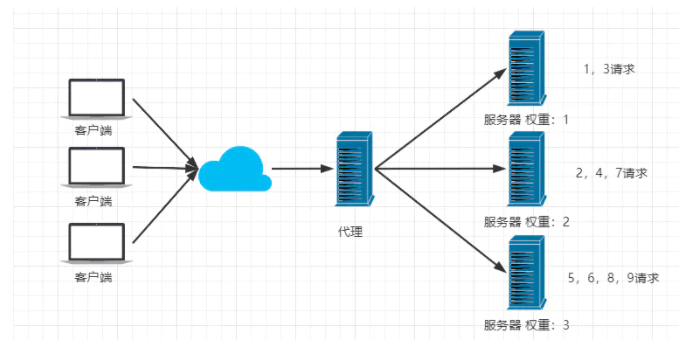 1，3请求
客户端
服务器 权重：1
2，4，7请求
客户端
服务器 权重：2
代理
客户端
5，6，8，9请求
服务器 权重：3